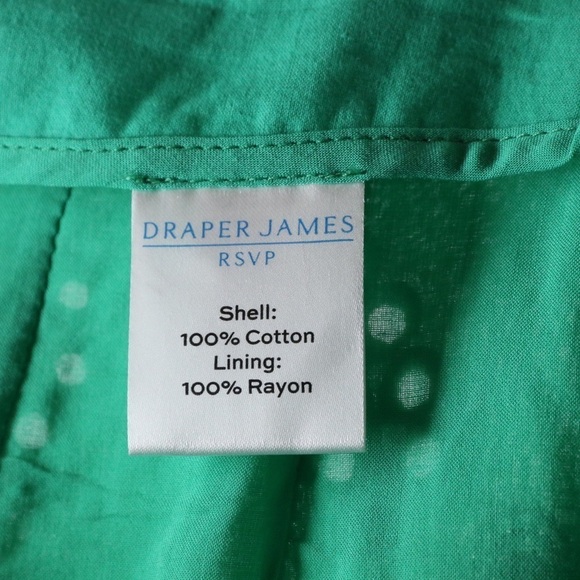 DRAPER JAMES
RSVP
Shell:
100% Cotton
Lining:
100% Rayon